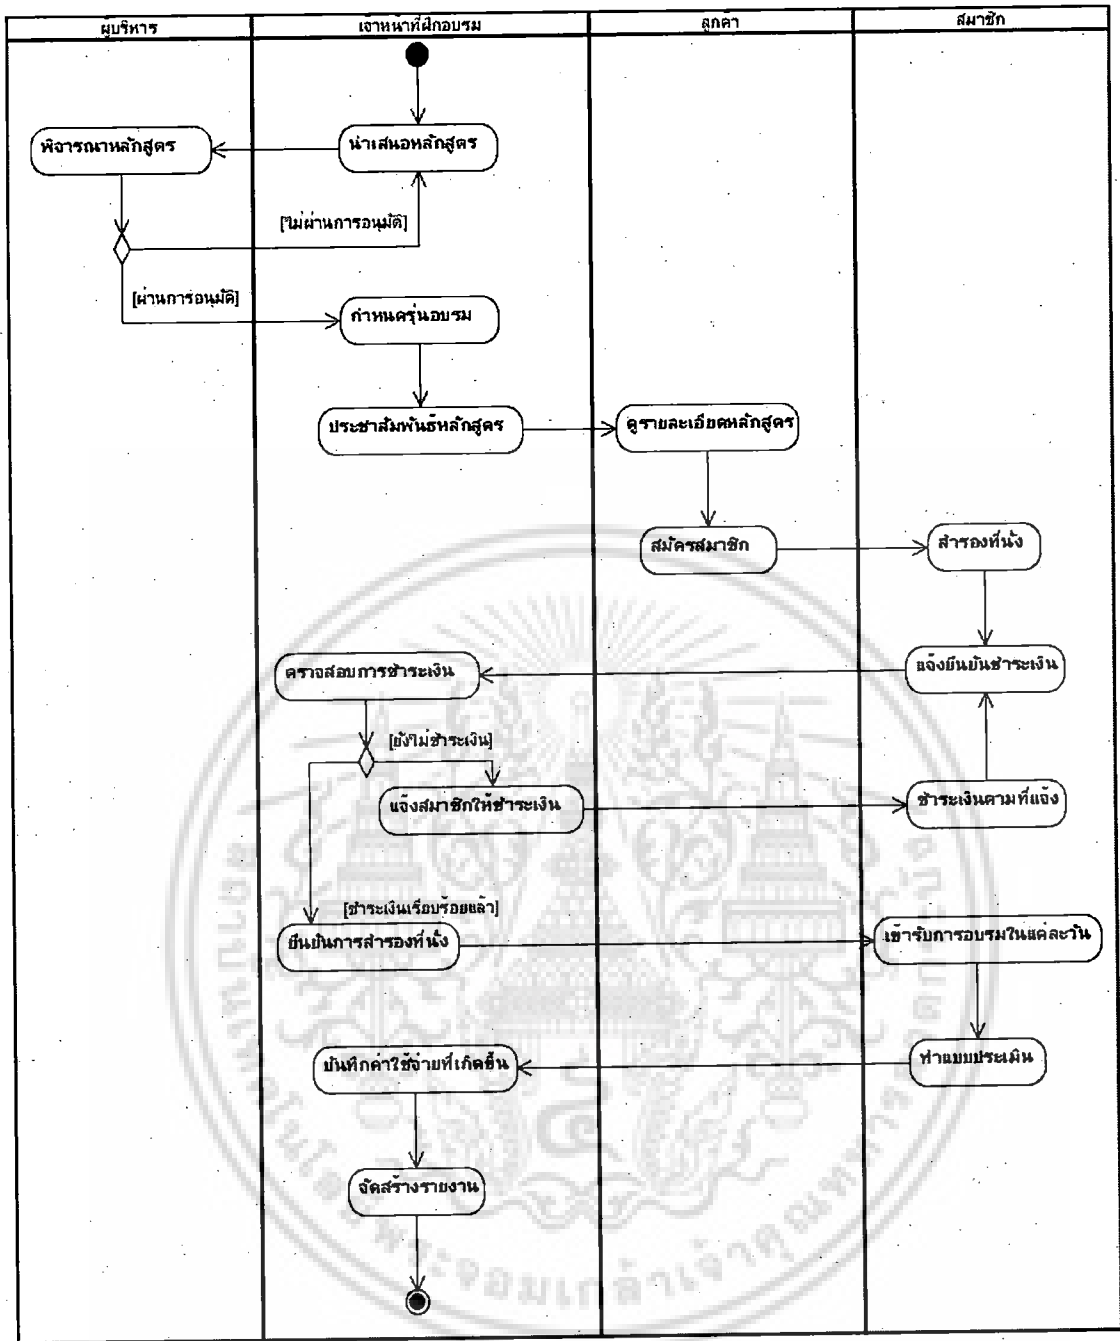 ผู้บริหาร
เจ้าหน้าที่ฝึกอบรม
ลูกค้า
สมาชิก
พิจารณาหลักสูตร
นำเสนอหลักสูตร
[ไม่ผ่านการอนุมัติ]
[ผ่านการอนุมัติ]
กำหนดรุ่นอบรม
ประชาสัมพันธ์หลักสูตร
ดูรายละเอียดหลักสูตร
สมัครสมาชิก
สำรองที่นั่ง
ตรวจสอบการชำระเงิน
แจ้งยืนยันชำระเงิน
[ยังไม่ชำระเงิน]
แจ้งสมาชิกให้ชำระเงิน
ชำระเงินตามที่แจ้ง
[ชำระเงินเรียบร้อยแล้ว]
ยืนยันการสำรองที่นั่ง
เข้ารับการอบรมในแต่ละวัน
บันทึกค่าใช้จ่ายที่เกิดขึ้น
ทำแบบประเมิน
จัดสร้างรายงาน